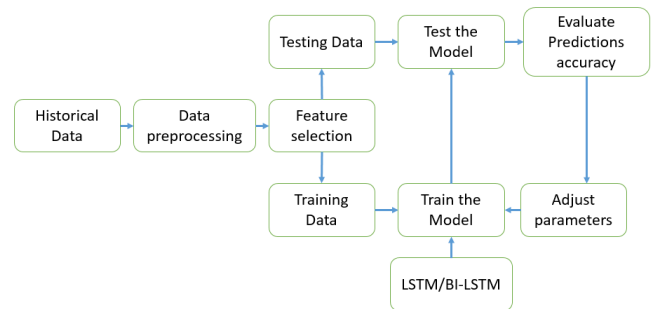 Testing Data
Test the
Model
Evaluate
Predictions
accuracy
Historical
Data
Data
preprocessing
Feature
selection
Training
Data
Train the
Model
Adjust
parameters
LSTM/BI-LSTM